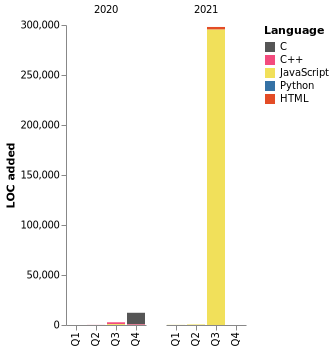 2020 2021
Language
C
C++
JavaScript
Python
HTML
LOC added
300,000
250,000
200,000
150,000
100,000
50,000
0
Q1 Q2 Q3 Q4 Q1 Q2 Q3 Q4